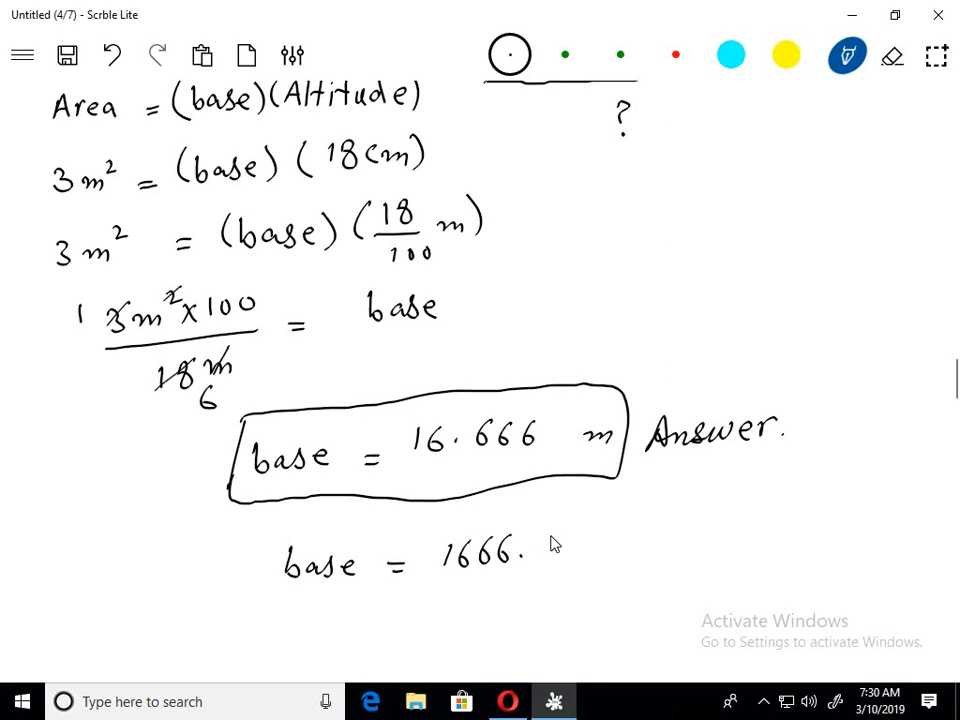 Untitled (4/7) - Scrble Lite
Area = (base)(Altitude)
?
3m² = (base) (18cm)
3m² = (base) (18/100 m)
1 3m² x 100 / 18 m 6 = base
base = 16.666 m Answer.
base = 1666.
Activate Windows
Go to Settings to activate Windows.
Type here to search
7:30 AM
3/10/2019